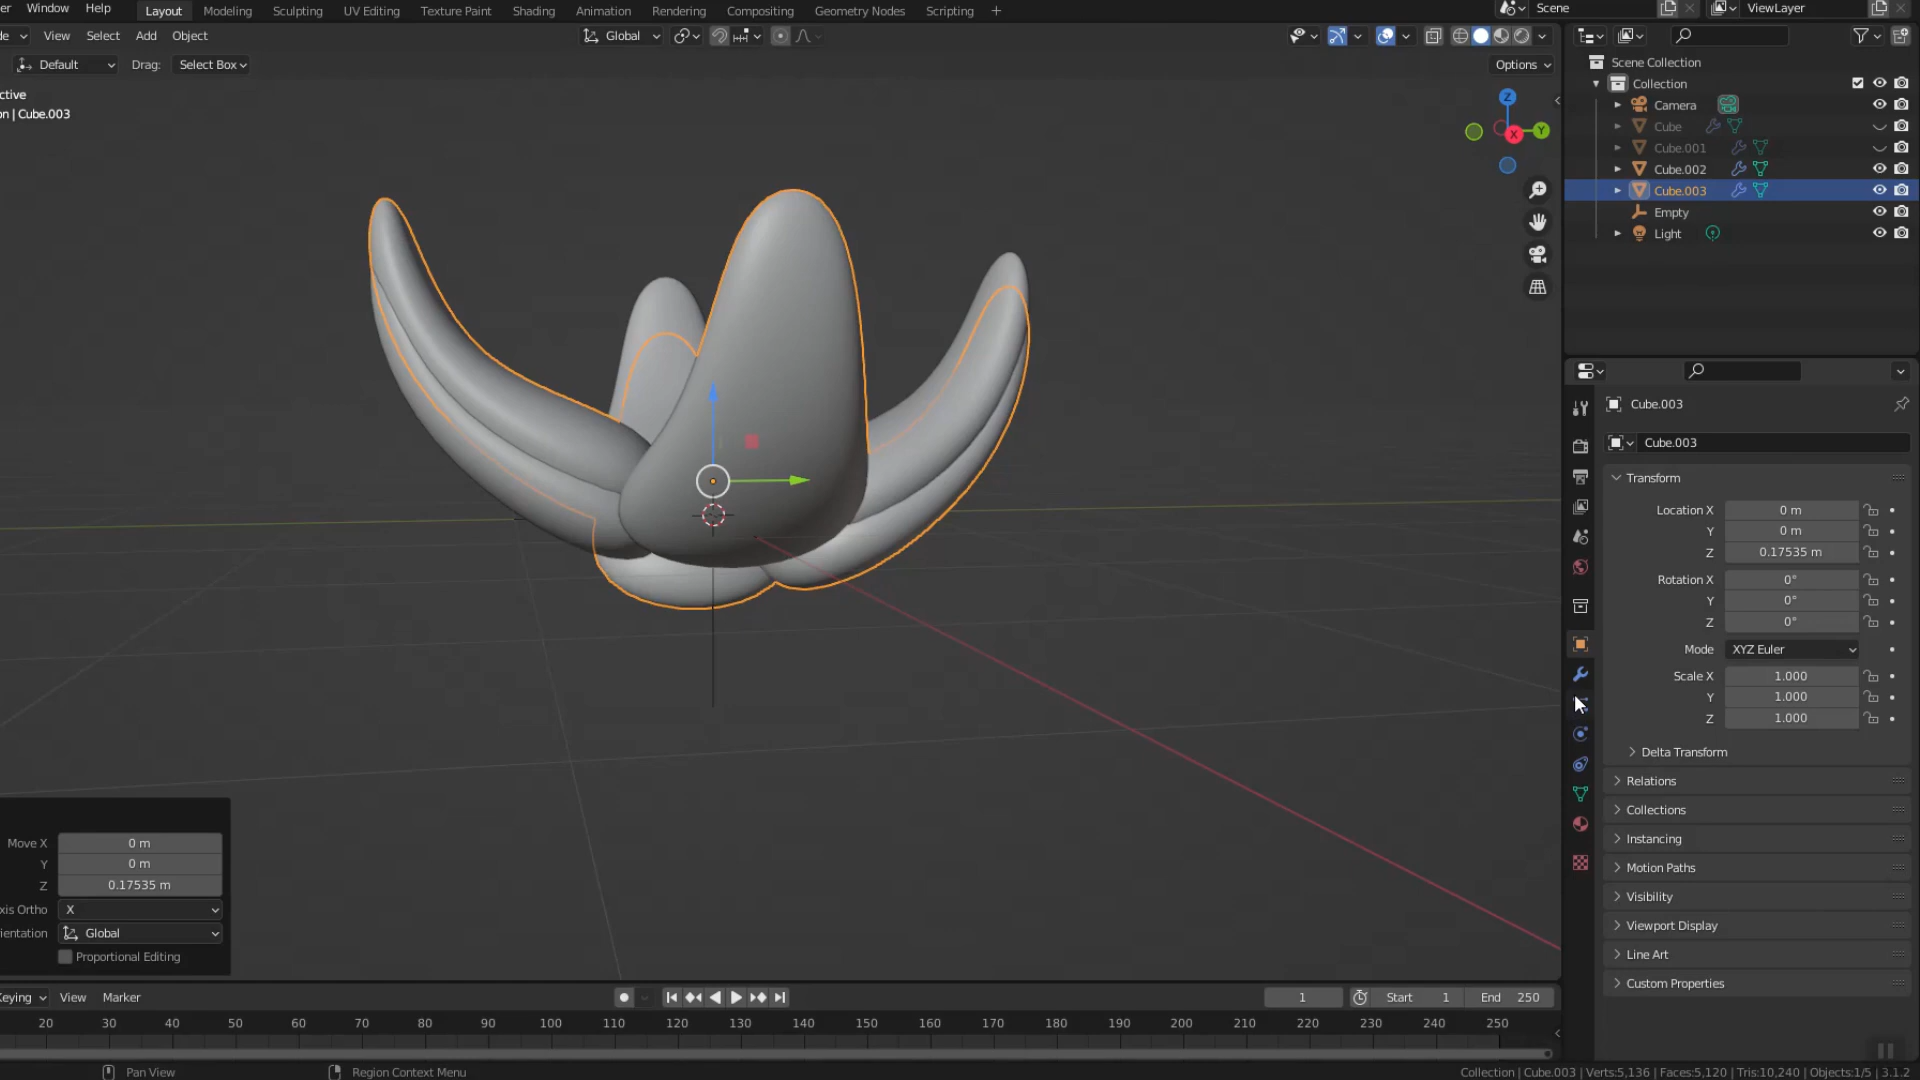 er Window Help Layout Modeling Sculpting UV Editing Texture Paint Shading Animation Rendering Compositing Geometry Nodes Scripting + Scene ViewLayer
de View Select Add Object Global
Default Drag: Select Box Options
ctive
on | Cube.003
Z
Y
X
Scene Collection
Collection
Camera
Cube
Cube.001
Cube.002
Cube.003
Empty
Light
Cube.003
Cube.003
Transform
Location X 0 m
Y 0 m
Z 0.17535 m
Rotation X 0°
Y 0°
Z 0°
Mode XYZ Euler
Scale X 1.000
Y 1.000
Z 1.000
Delta Transform
Relations
Collections
Instancing
Motion Paths
Visibility
Viewport Display
Line Art
Custom Properties
Move X 0 m
Y 0 m
Z 0.17535 m
xis Ortho X
ientation Global
Proportional Editing
Keying View Marker 1 Start 1 End 250
20 30 40 50 60 70 80 90 100 110 120 130 140 150 160 170 180 190 200 210 220 230 240 250
Pan View Region Context Menu Collection | Cube.003 | Verts:5,136 | Faces:5,120 | Tris:10,240 | Objects:1/5 | 3.1.2